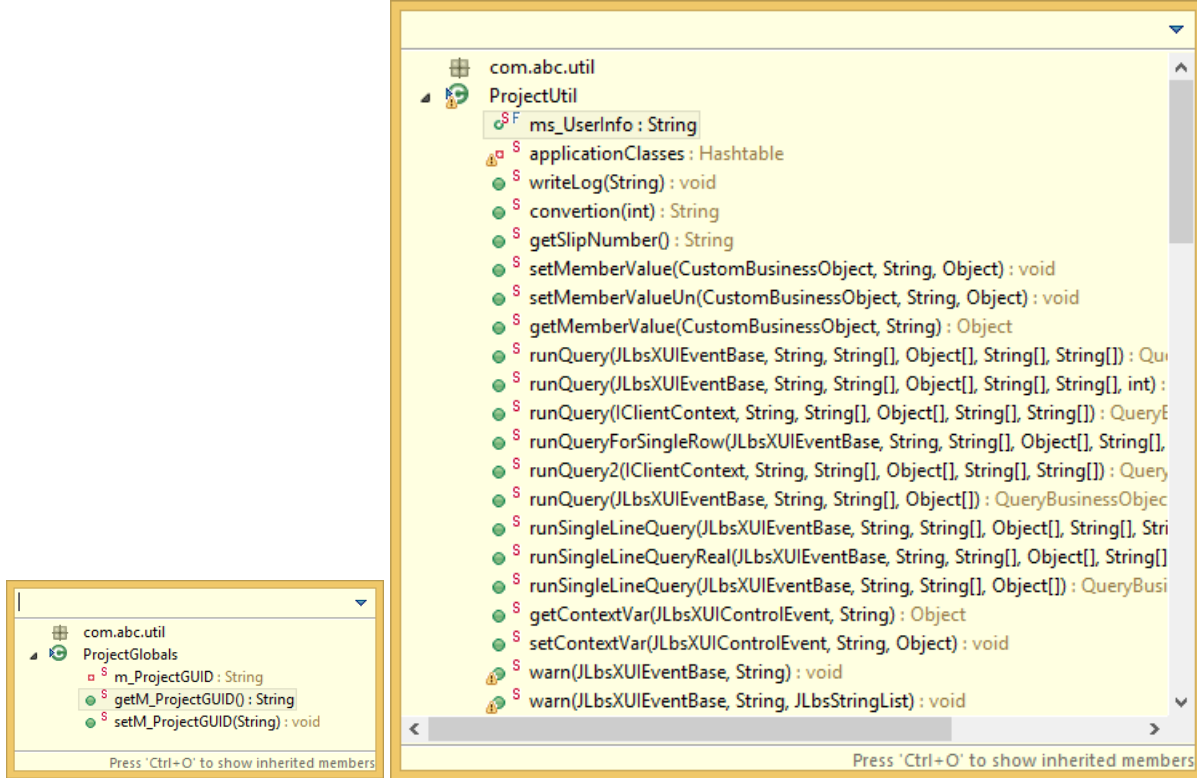 com.abc.util
ProjectGlobals
S m_ProjectGUID : String
S getM_ProjectGUID() : String
S setM_ProjectGUID(String) : void
Press 'Ctrl+O' to show inherited members
com.abc.util
ProjectUtil
S F ms_UserInfo : String
S applicationClasses : Hashtable
S writeLog(String) : void
S convertion(int) : String
S getSlipNumber() : String
S setMemberValue(CustomBusinessObject, String, Object) : void
S setMemberValueUn(CustomBusinessObject, String, Object) : void
S getMemberValue(CustomBusinessObject, String) : Object
S runQuery(JLbsXUIEventBase, String, String[], Object[], String[], String[]) : Qu
S runQuery(JLbsXUIEventBase, String, String[], Object[], String[], String[], int) :
S runQuery(IClientContext, String, String[], Object[], String[], String[]) : QueryE
S runQueryForSingleRow(JLbsXUIEventBase, String, String[], Object[], String[],
S runQuery2(IClientContext, String, String[], Object[], String[], String[]) : Query
S runQuery(JLbsXUIEventBase, String, String[], Object[]) : QueryBusinessObjec
S runSingleLineQuery(JLbsXUIEventBase, String, String[], Object[], String[], Stri
S runSingleLineQueryReal(JLbsXUIEventBase, String, String[], Object[], String[]
S runSingleLineQuery(JLbsXUIEventBase, String, String[], Object[]) : QueryBusi
S getContextVar(JLbsXUIControlEvent, String) : Object
S setContextVar(JLbsXUIControlEvent, String, Object) : void
S warn(JLbsXUIEventBase, String) : void
S warn(JLbsXUIEventBase, String, JLbsStringList) : void
Press 'Ctrl+O' to show inherited members